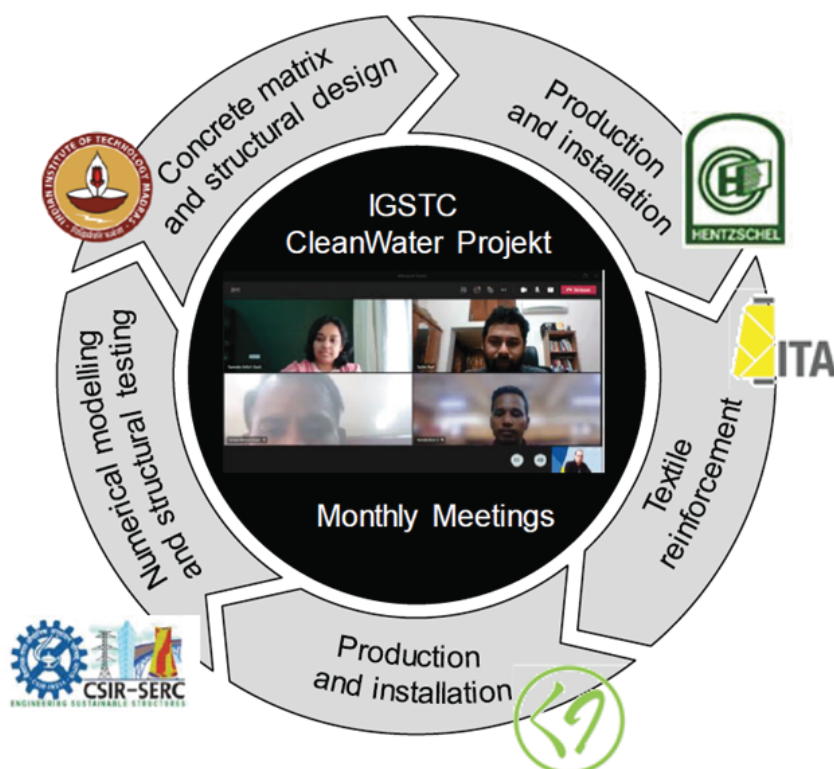 IGSTC
CleanWater Projekt
Monthly Meetings
Concrete matrix
and structural design
Production
and installation
Textile
reinforcement
Production
and installation
Numerical modelling
and structural testing
INDIAN INSTITUTE OF TECHNOLOGY MADRAS
HENTZSCHEL
ITA
CSIR-SERC
ENGINEERING SUSTAINABLE STRUCTURES